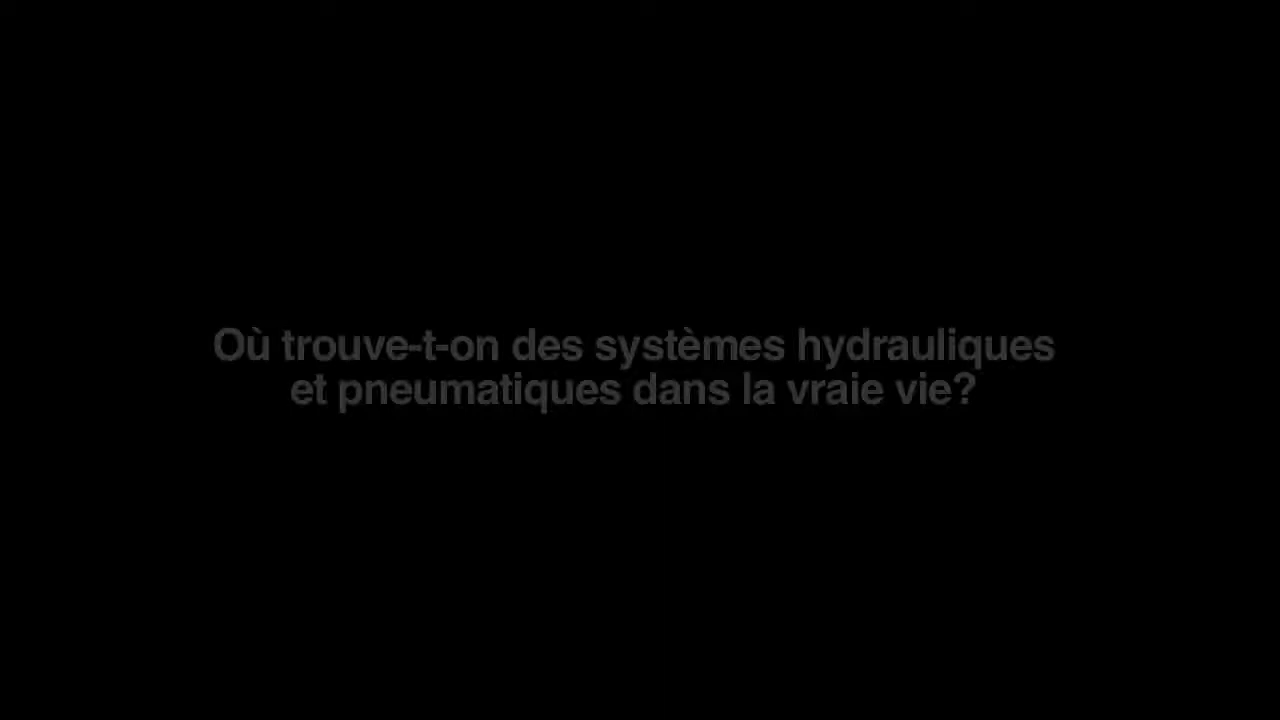 Où trouve-t-on des systèmes hydrauliques
et pneumatiques dans la vraie vie?